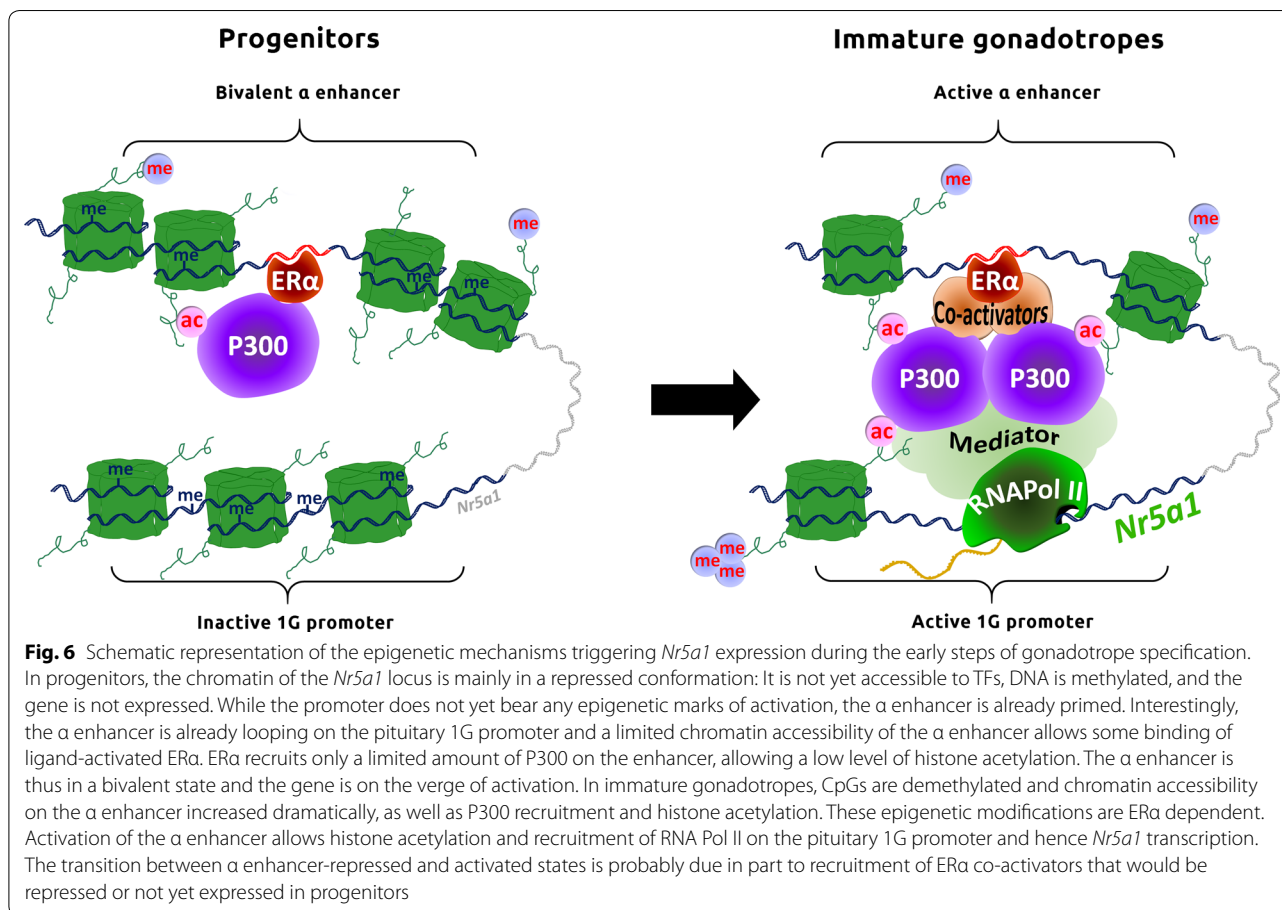 Progenitors
Immature gonadotropes
Bivalent α enhancer
Active α enhancer
me
me
me
me
me
me
me
ERα
ac
P300
me
me
ERα
Co-activators
ac
ac
P300
P300
ac
Mediator
RNAPol II
Nr5a1
me
me
me
me
me
me
me
me
Nr5a1
me
me
me
Inactive 1G promoter
Active 1G promoter
Fig. 6 Schematic representation of the epigenetic mechanisms triggering Nr5a1 expression during the early steps of gonadotrope specification.
In progenitors, the chromatin of the Nr5a1 locus is mainly in a repressed conformation: It is not yet accessible to TFs, DNA is methylated, and the
gene is not expressed. While the promoter does not yet bear any epigenetic marks of activation, the α enhancer is already primed. Interestingly,
the α enhancer is already looping on the pituitary 1G promoter and a limited chromatin accessibility of the α enhancer allows some binding of
ligand-activated ERα. ERα recruits only a limited amount of P300 on the enhancer, allowing a low level of histone acetylation. The α enhancer is
thus in a bivalent state and the gene is on the verge of activation. In immature gonadotropes, CpGs are demethylated and chromatin accessibility
on the α enhancer increased dramatically, as well as P300 recruitment and histone acetylation. These epigenetic modifications are ERα dependent.
Activation of the α enhancer allows histone acetylation and recruitment of RNA Pol II on the pituitary 1G promoter and hence Nr5a1 transcription.
The transition between α enhancer-repressed and activated states is probably due in part to recruitment of ERα co-activators that would be
repressed or not yet expressed in progenitors